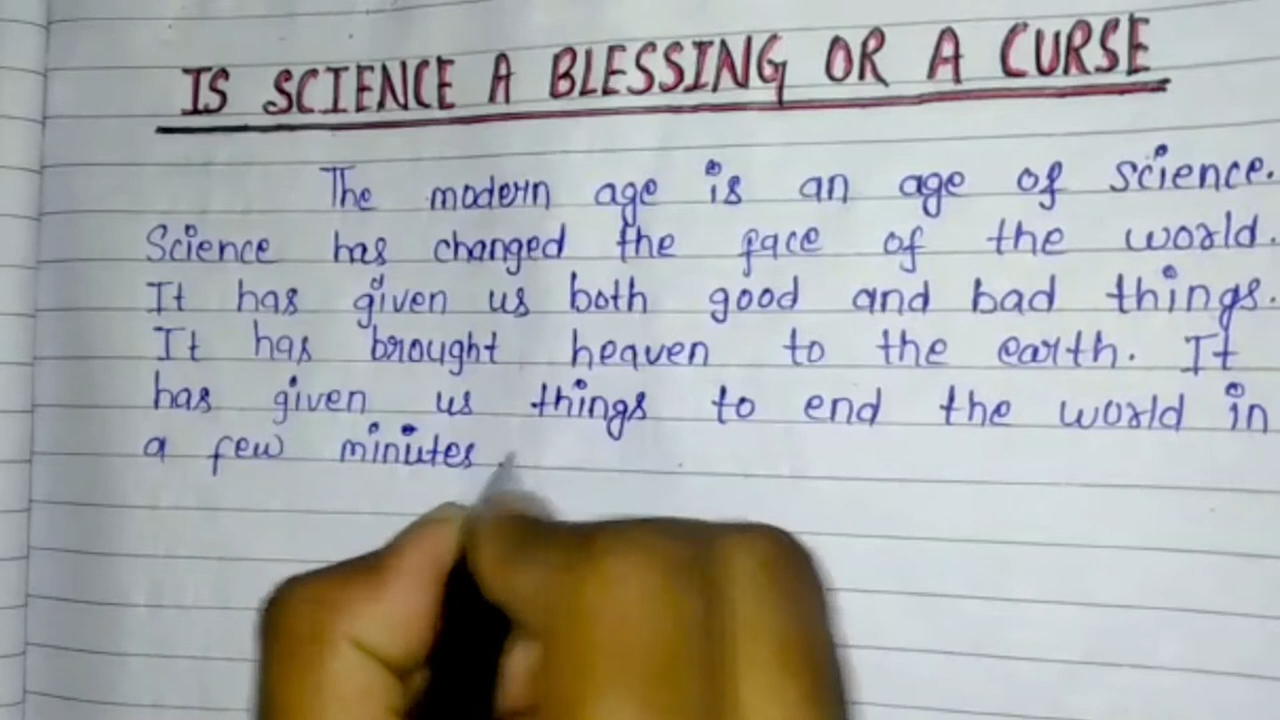 IS SCIENCE A BLESSING OR A CURSE
The modern age is an age of science.
Science has changed the face of the world.
It has given us both good and bad things.
It has brought heaven to the earth. It
has given us things to end the world in
a few minutes